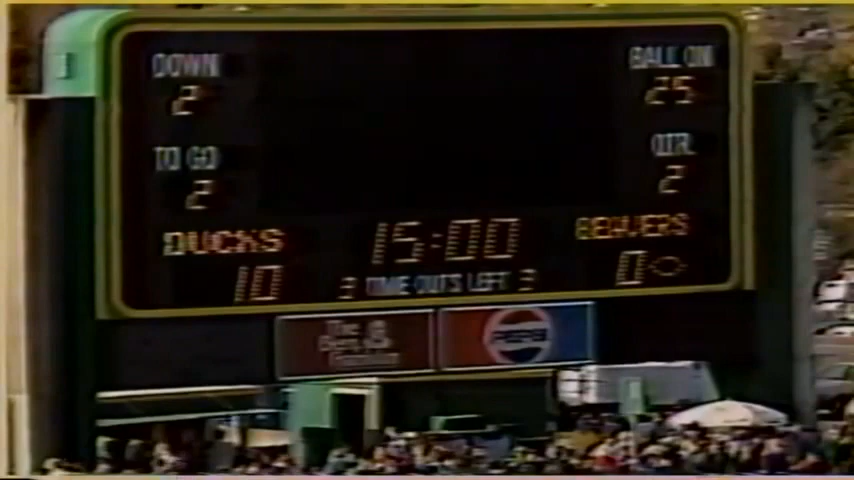 DOWN
2
TO GO
2
BALL ON
25
QTR
2
DUCKS
10
15:00
3 TIME OUTS LEFT 3
BEAVERS
0
The
PEPSI